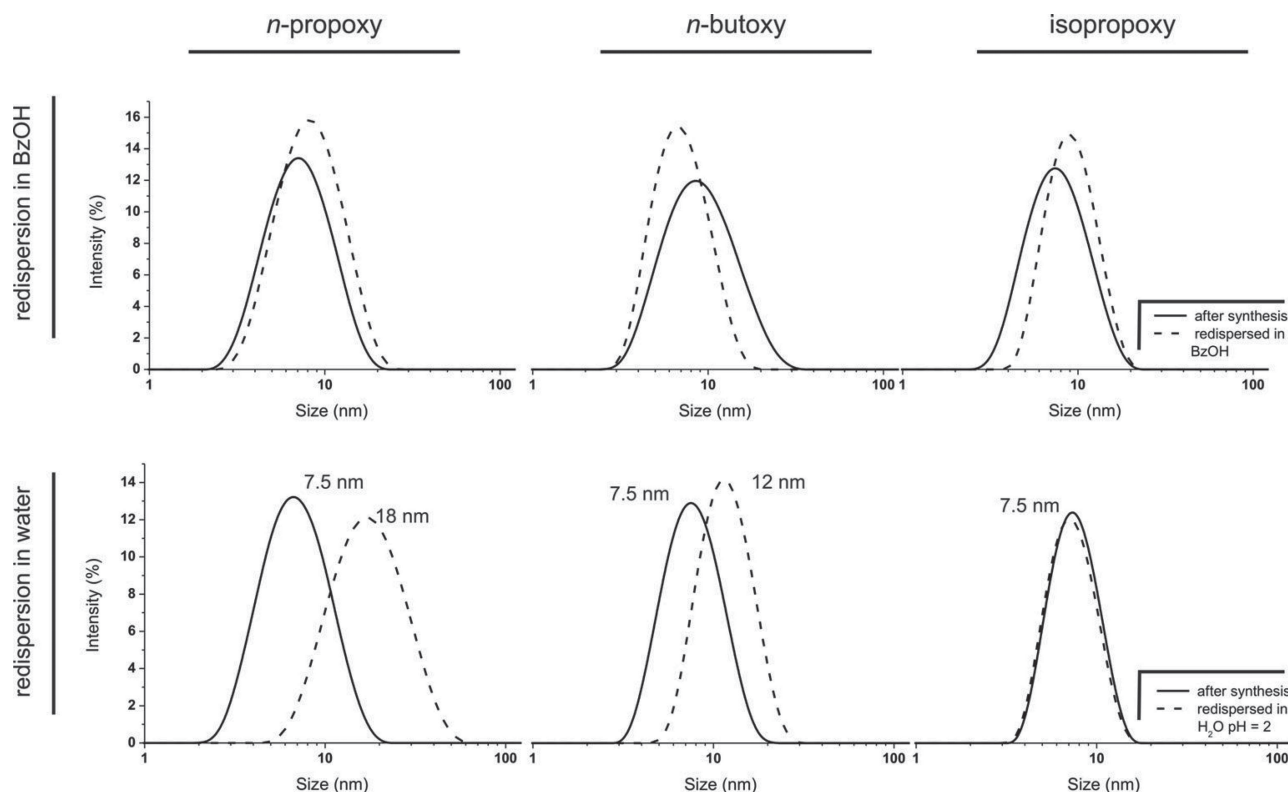 n-propoxy
n-butoxy
isopropoxy
redispersion in BzOH
Intensity (%)
16
14
12
10
8
6
4
2
0
1
10
100
Size (nm)
1
10
100
Size (nm)
1
10
100
Size (nm)
after synthesis
redispersed in
BzOH
redispersion in water
Intensity (%)
14
12
10
8
6
4
2
0
7.5 nm
18 nm
1
10
100
Size (nm)
7.5 nm
12 nm
1
10
100
Size (nm)
7.5 nm
1
10
100
Size (nm)
after synthesis
redispersed in
H₂O pH = 2